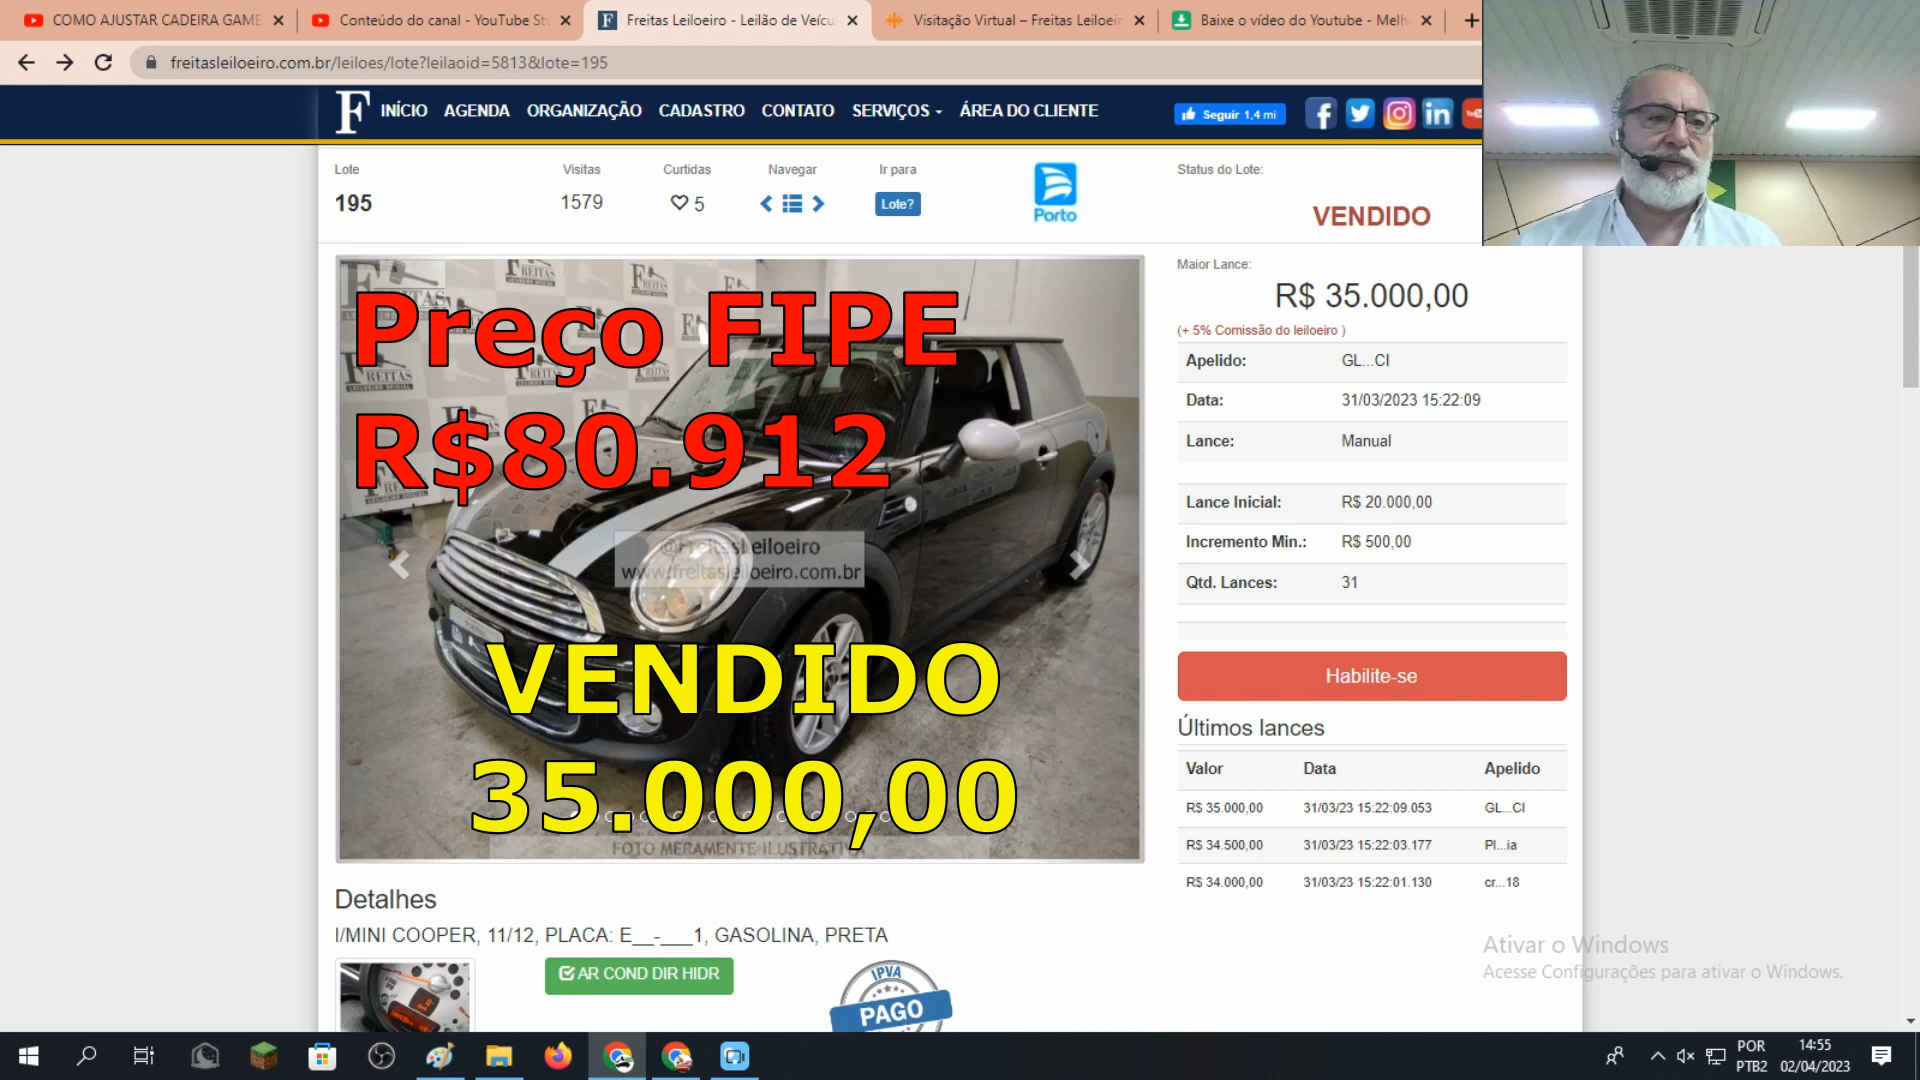 COMO AJUSTAR CADEIRA GAME
Conteúdo do canal - YouTube St
Freitas Leiloeiro - Leilão de Veícu
Visitação Virtual – Freitas Leiloei
Baixe o vídeo do Youtube - Melh
freitasleiloeiro.com.br/leiloes/lote?leilaoid=5813&lote=195
F INÍCIO AGENDA ORGANIZAÇÃO CADASTRO CONTATO SERVIÇOS ÁREA DO CLIENTE
Seguir 1,4 mi
Lote Visitas Curtidas Navegar Ir para
195 1579 5 Lote?
Porto
Status do Lote:
VENDIDO
Preço FIPE
R$80.912
@FreitasLeiloeiro
www.freitasleiloeiro.com.br
VENDIDO
35.000,00
FOTO MERAMENTE ILUSTRATIVA
Maior Lance:
R$ 35.000,00
(+ 5% Comissão do leiloeiro )
Apelido: GL...CI
Data: 31/03/2023 15:22:09
Lance: Manual
Lance Inicial: R$ 20.000,00
Incremento Min.: R$ 500,00
Qtd. Lances: 31
Habilite-se
Últimos lances
Valor Data Apelido
R$ 35.000,00 31/03/23 15:22:09.053 GL...CI
R$ 34.500,00 31/03/23 15:22:03.177 Pl...ia
R$ 34.000,00 31/03/23 15:22:01.130 cr...18
Detalhes
I/MINI COOPER, 11/12, PLACA: E__-___1, GASOLINA, PRETA
AR COND DIR HIDR
IPVA
PAGO
Ativar o Windows
Acesse Configurações para ativar o Windows.
POR
PTB2
14:55
02/04/2023